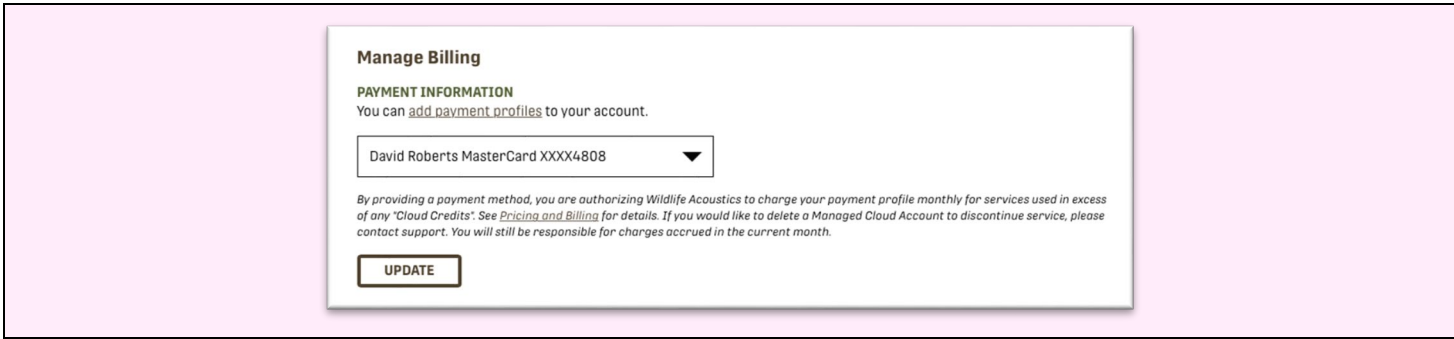 Manage Billing
PAYMENT INFORMATION
You can add payment profiles to your account.
David Roberts MasterCard XXXX4808
By providing a payment method, you are authorizing Wildlife Acoustics to charge your payment profile monthly for services used in excess
of any "Cloud Credits". See Pricing and Billing for details. If you would like to delete a Managed Cloud Account to discontinue service, please
contact support. You will still be responsible for charges accrued in the current month.
UPDATE